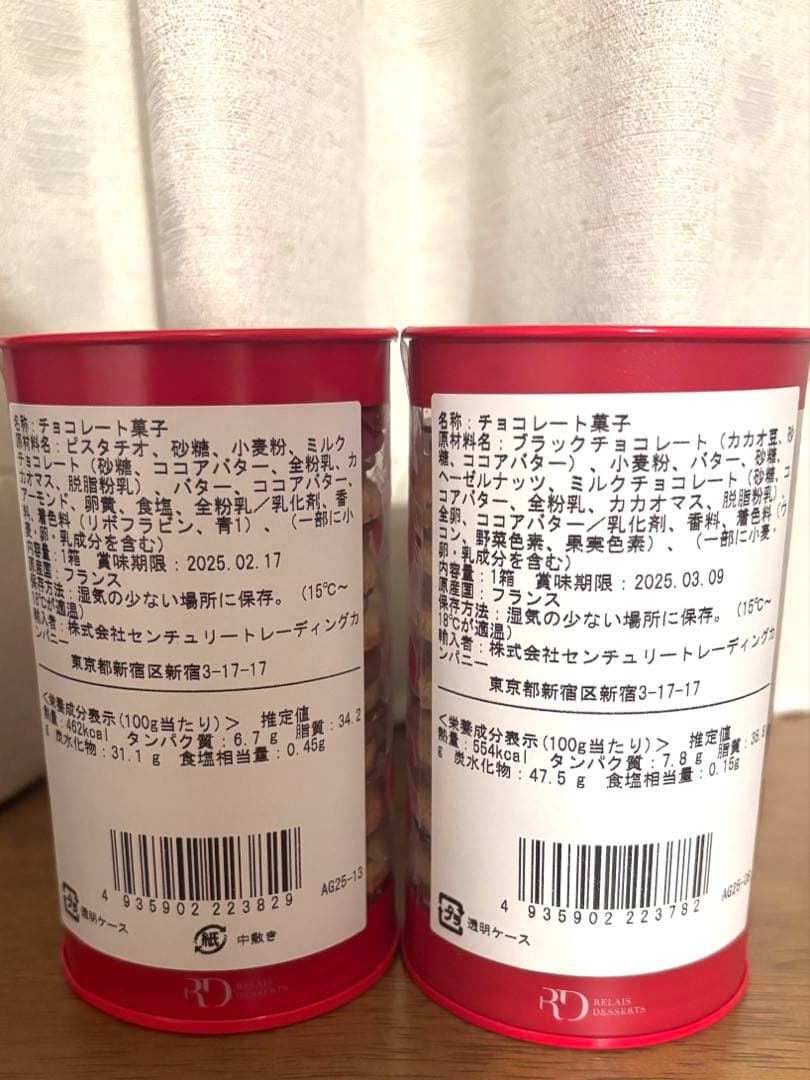 名称：チョコレート菓子
原材料名：ピスタチオ、砂糖、小麦粉、ミルク
チョコレート（砂糖、ココアバター、全粉乳、カ
カオマス、脱脂粉乳）、バター、ココアバター、
アーモンド、卵黄、食塩、全粉乳／乳化剤、香
料、着色料（リボフラビン、青1）、（一部に小
麦・卵・乳成分を含む）
内容量：1箱　賞味期限：2025.02.17
原産国：フランス
保存方法：湿気の少ない場所に保存。（15℃～
18℃が適温）
輸入者：株式会社センチュリートレーディングカ
ンパニー
東京都新宿区新宿3-17-17
＜栄養成分表示(100g当たり)＞　推定値
熱量：462kcal　タンパク質：6.7 g　脂質：34.2
g　炭水化物：31.1 g　食塩相当量：0.45g
4 935902 223829
AG25-13
プラ 透明ケース
紙 中敷き
RD RELAIS DESSERTS
名称：チョコレート菓子
原材料名：ブラックチョコレート（カカオ豆、砂
糖、ココアバター）、小麦粉、バター、砂糖、
ヘーゼルナッツ、ミルクチョコレート（砂糖、コ
コアバター、全粉乳、カカオマス、脱脂粉乳）、
全卵、ココアバター／乳化剤、香料、着色料（ウ
コン、野菜色素、果実色素）、（一部に小麦・
卵・乳成分を含む）
内容量：1箱　賞味期限：2025.03.09
原産国：フランス
保存方法：湿気の少ない場所に保存。（15℃～
18℃が適温）
輸入者：株式会社センチュリートレーディングカ
ンパニー
東京都新宿区新宿3-17-17
＜栄養成分表示(100g当たり)＞　推定値
熱量：554kcal　タンパク質：7.8 g　脂質：
g　炭水化物：47.5 g　食塩相当量：0.15g
4 935902 223782
プラ 透明ケース
RD RELAIS DESSERTS